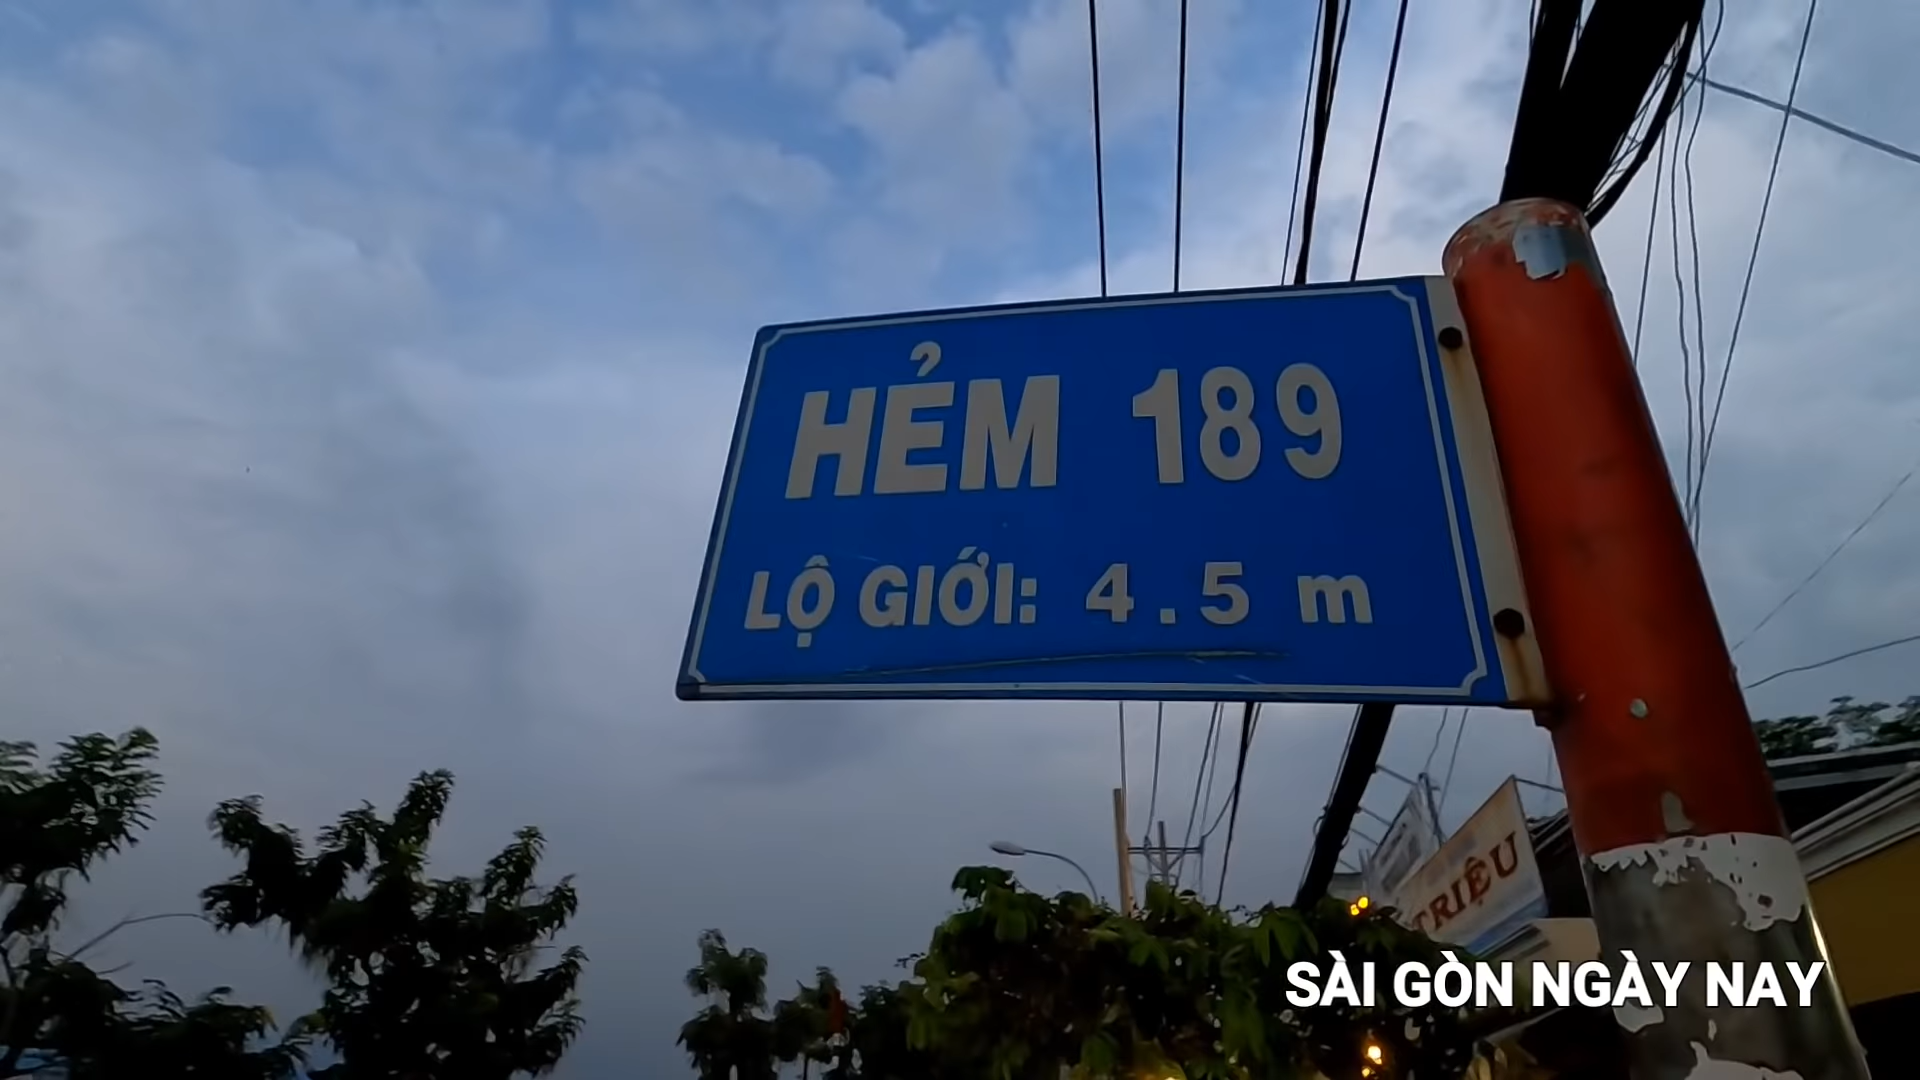 HẺM 189
LỘ GIỚI: 4.5 m
TRIỆU
SÀI GÒN NGÀY NAY